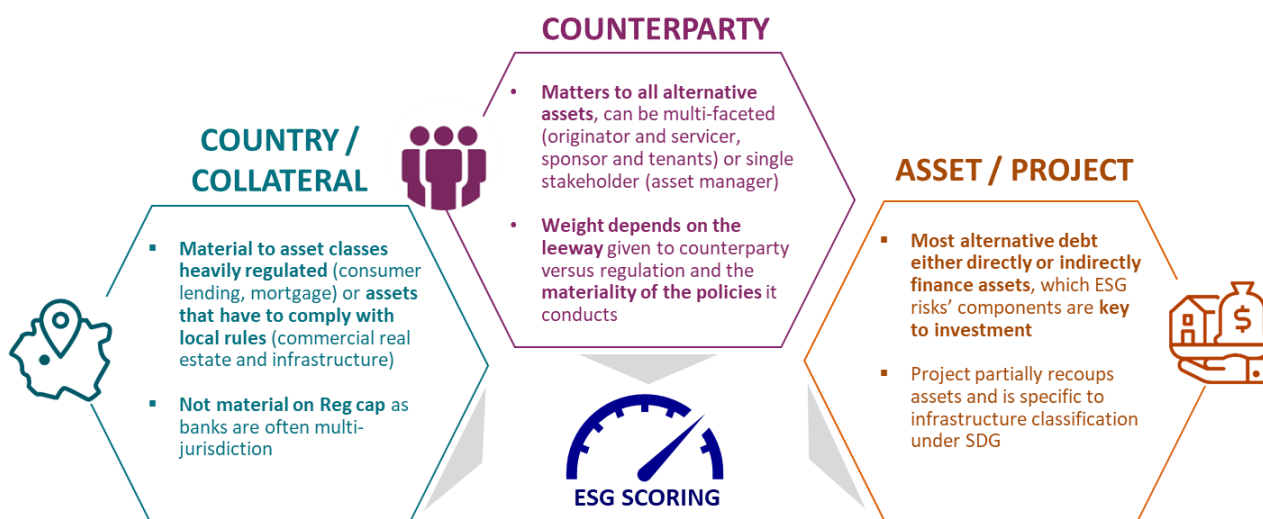 COUNTERPARTY
• Matters to all alternative
assets, can be multi-faceted
(originator and servicer,
sponsor and tenants) or single
stakeholder (asset manager)
• Weight depends on the
leeway given to counterparty
versus regulation and the
materiality of the policies it
conducts
COUNTRY /
COLLATERAL
▪ Material to asset classes
heavily regulated (consumer
lending, mortgage) or assets
that have to comply with
local rules (commercial real
estate and infrastructure)
▪ Not material on Reg cap as
banks are often multi-
jurisdiction
ASSET / PROJECT
▪ Most alternative debt
either directly or indirectly
finance assets, which ESG
risks’ components are key
to investment
▪ Project partially recoups
assets and is specific to
infrastructure classification
under SDG
$
ESG SCORING